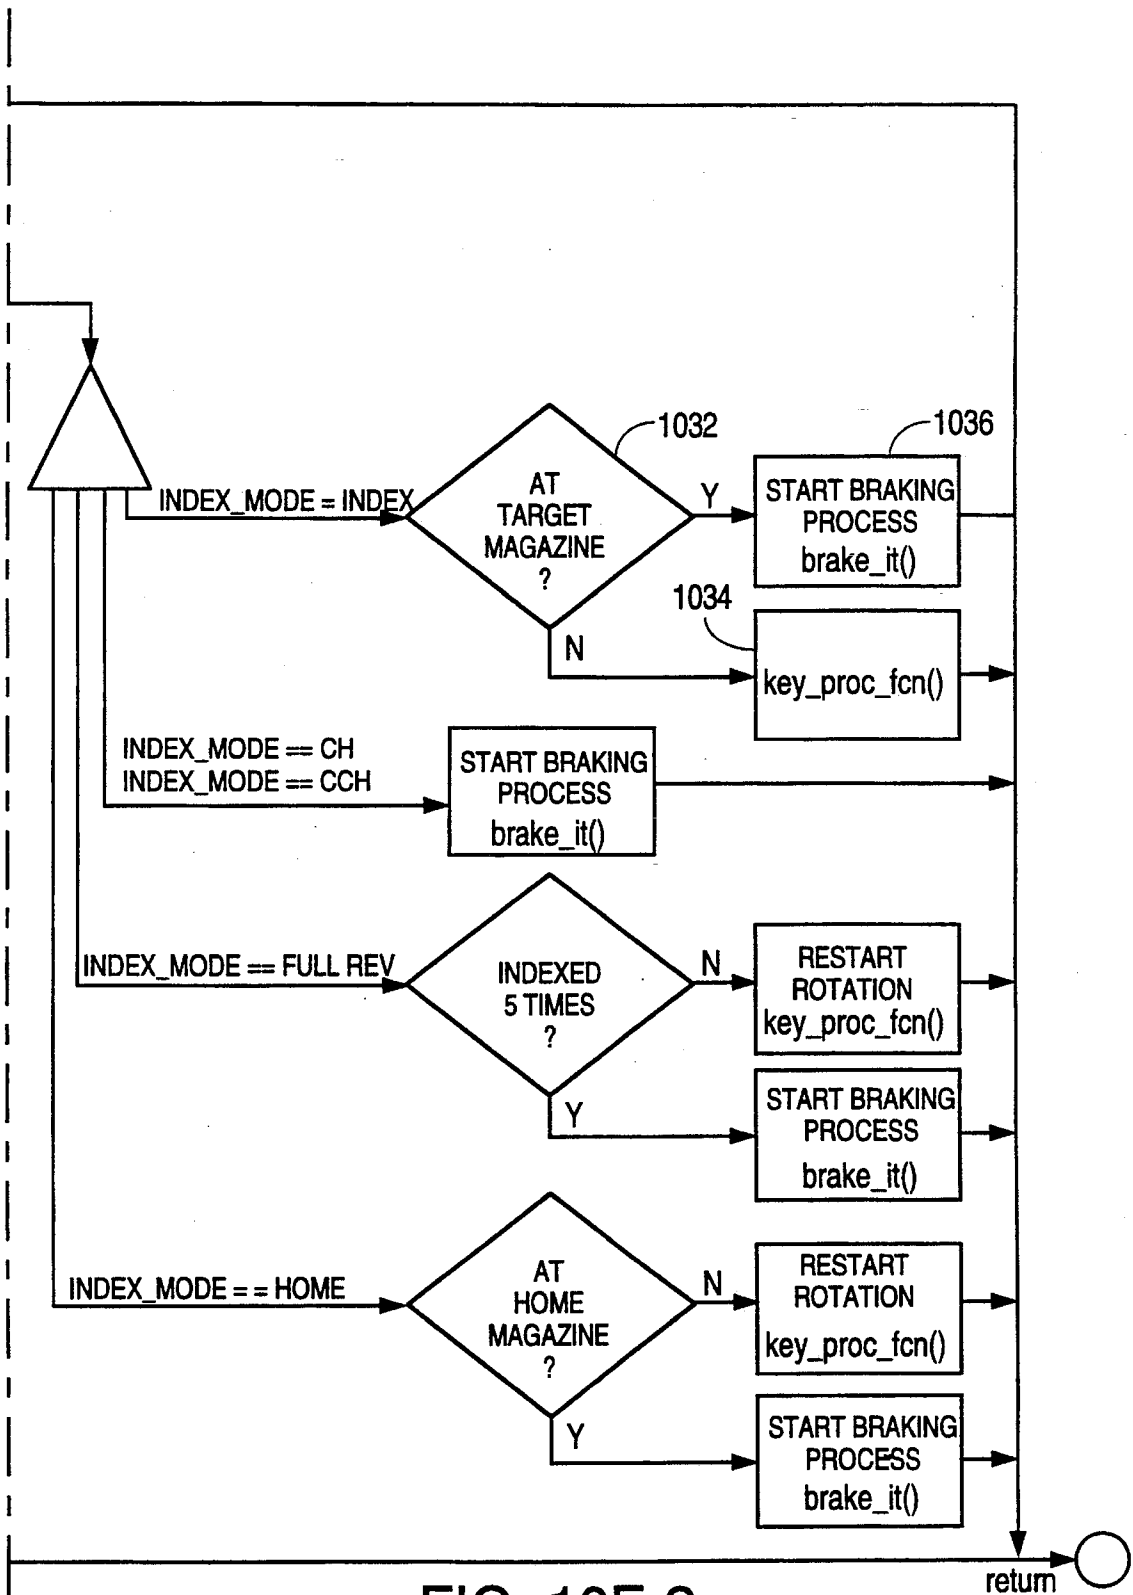 1032
1036
INDEX_MODE = INDEX
AT
TARGET
MAGAZINE
?
Y
START BRAKING
PROCESS
brake_it()
1034
N
key_proc_fcn()
INDEX_MODE == CH
INDEX_MODE == CCH
START BRAKING
PROCESS
brake_it()
INDEX_MODE == FULL REV
INDEXED
5 TIMES
?
N
RESTART
ROTATION
key_proc_fcn()
Y
START BRAKING
PROCESS
brake_it()
INDEX_MODE = = HOME
AT
HOME
MAGAZINE
?
N
RESTART
ROTATION
key_proc_fcn()
Y
START BRAKING
PROCESS
brake_it()
return